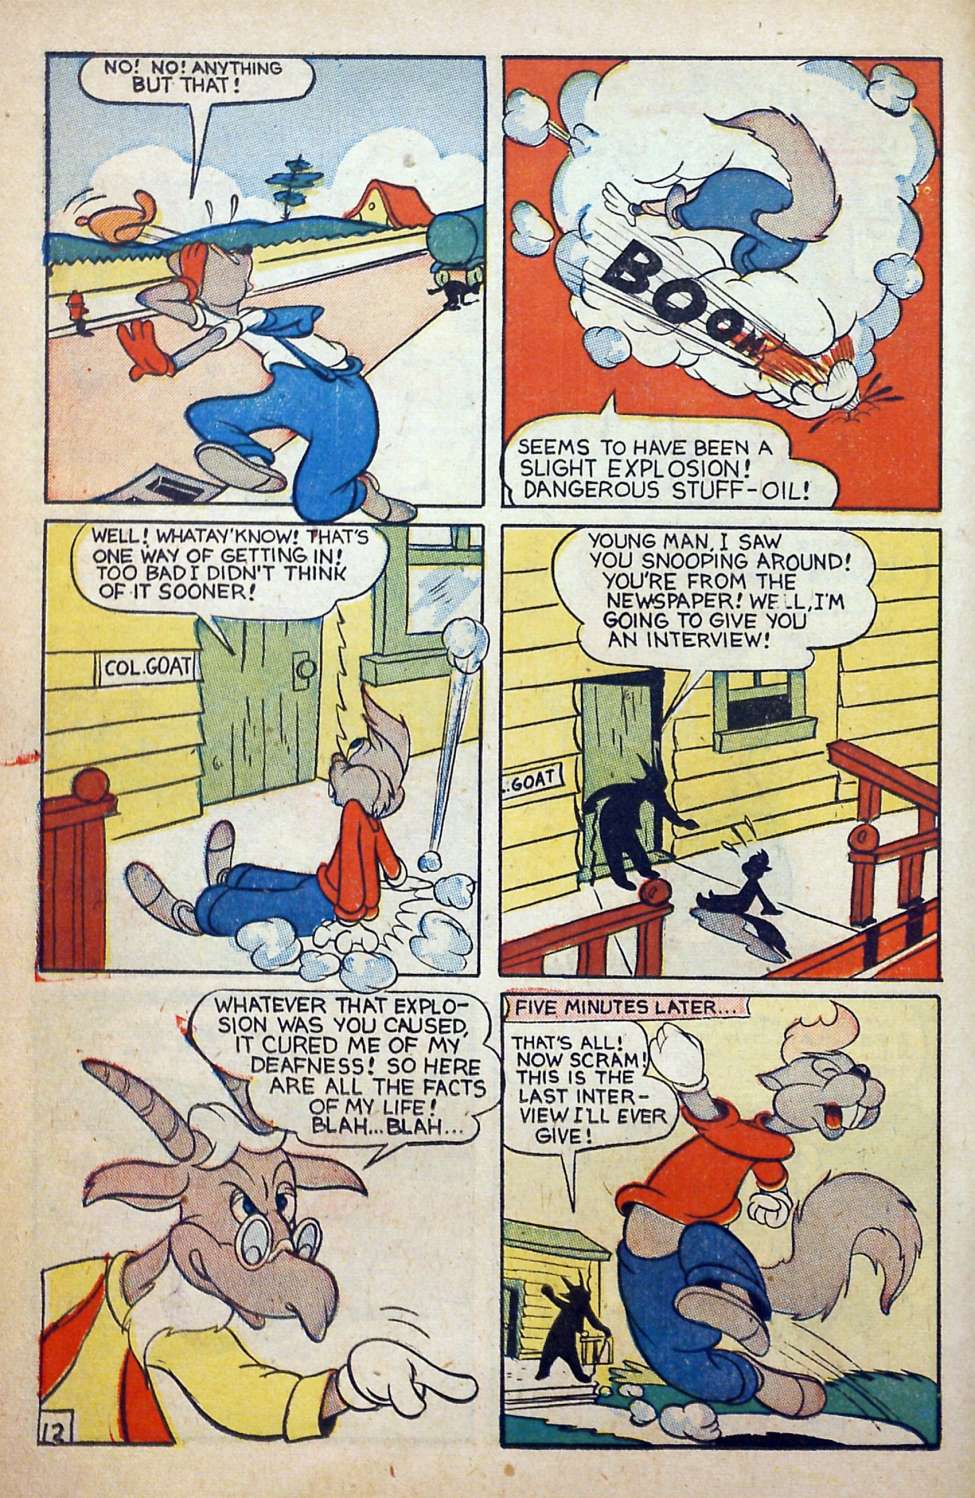 NO! NO! ANYTHING
BUT THAT!
BOOM
SEEMS TO HAVE BEEN A
SLIGHT EXPLOSION!
DANGEROUS STUFF-OIL!
WELL! WHATAY'KNOW! THAT'S
ONE WAY OF GETTING IN!
TOO BAD I DIDN'T THINK
OF IT SOONER!
COL.GOAT
YOUNG MAN, I SAW
YOU SNOOPING AROUND!
YOU'RE FROM THE
NEWSPAPER! WELL, I'M
GOING TO GIVE YOU
AN INTERVIEW!
L.GOAT
WHATEVER THAT EXPLO-
SION WAS YOU CAUSED,
IT CURED ME OF MY
DEAFNESS! SO HERE
ARE ALL THE FACTS
OF MY LIFE!
BLAH...BLAH...
12
FIVE MINUTES LATER...
THAT'S ALL!
NOW SCRAM!
THIS IS THE
LAST INTER-
VIEW I'LL EVER
GIVE!